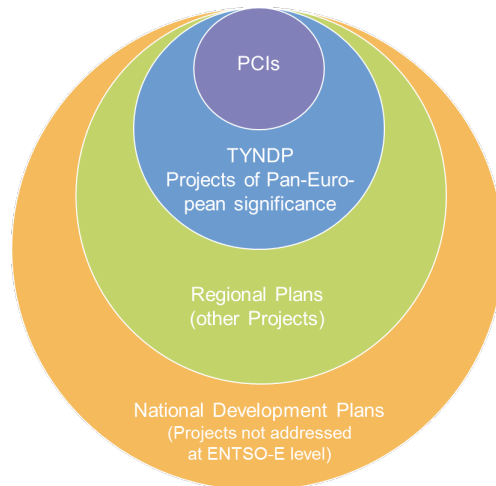 PCIs
TYNDP
Projects of Pan-Euro-
pean significance
Regional Plans
(other Projects)
National Development Plans
(Projects not addressed
at ENTSO-E level)